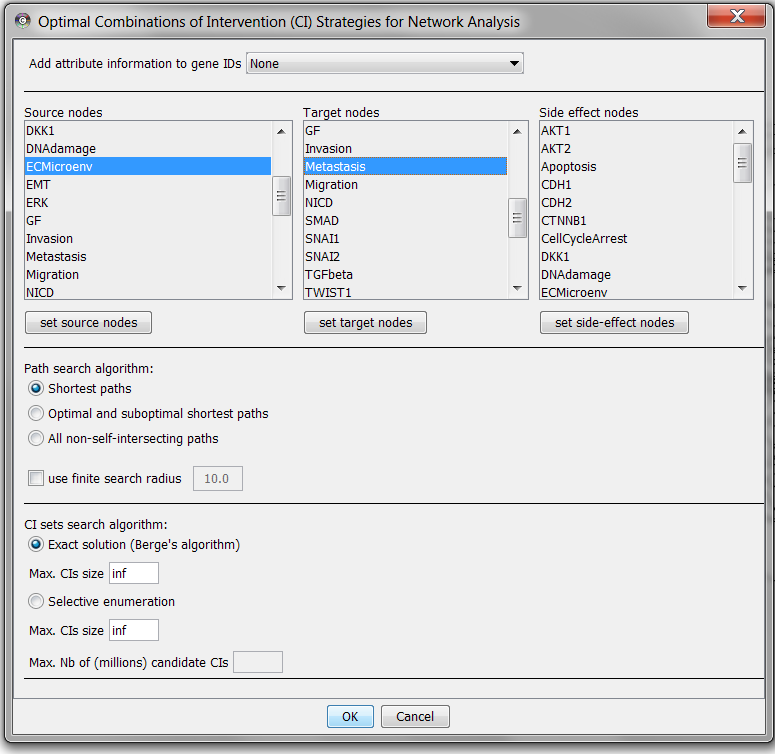 Optimal Combinations of Intervention (CI) Strategies for Network Analysis
Add attribute information to gene IDs None
Source nodes
DKK1
DNAdamage
ECMicroenv
EMT
ERK
GF
Invasion
Metastasis
Migration
NICD
set source nodes
Target nodes
GF
Invasion
Metastasis
Migration
NICD
SMAD
SNAI1
SNAI2
TGFbeta
TWIST1
set target nodes
Side effect nodes
AKT1
AKT2
Apoptosis
CDH1
CDH2
CTNNB1
CellCycleArrest
DKK1
DNAdamage
ECMicroenv
set side-effect nodes
Path search algorithm:
Shortest paths
Optimal and suboptimal shortest paths
All non-self-intersecting paths
use finite search radius 10.0
CI sets search algorithm:
Exact solution (Berge's algorithm)
Max. CIs size inf
Selective enumeration
Max. CIs size inf
Max. Nb of (millions) candidate CIs
OK Cancel